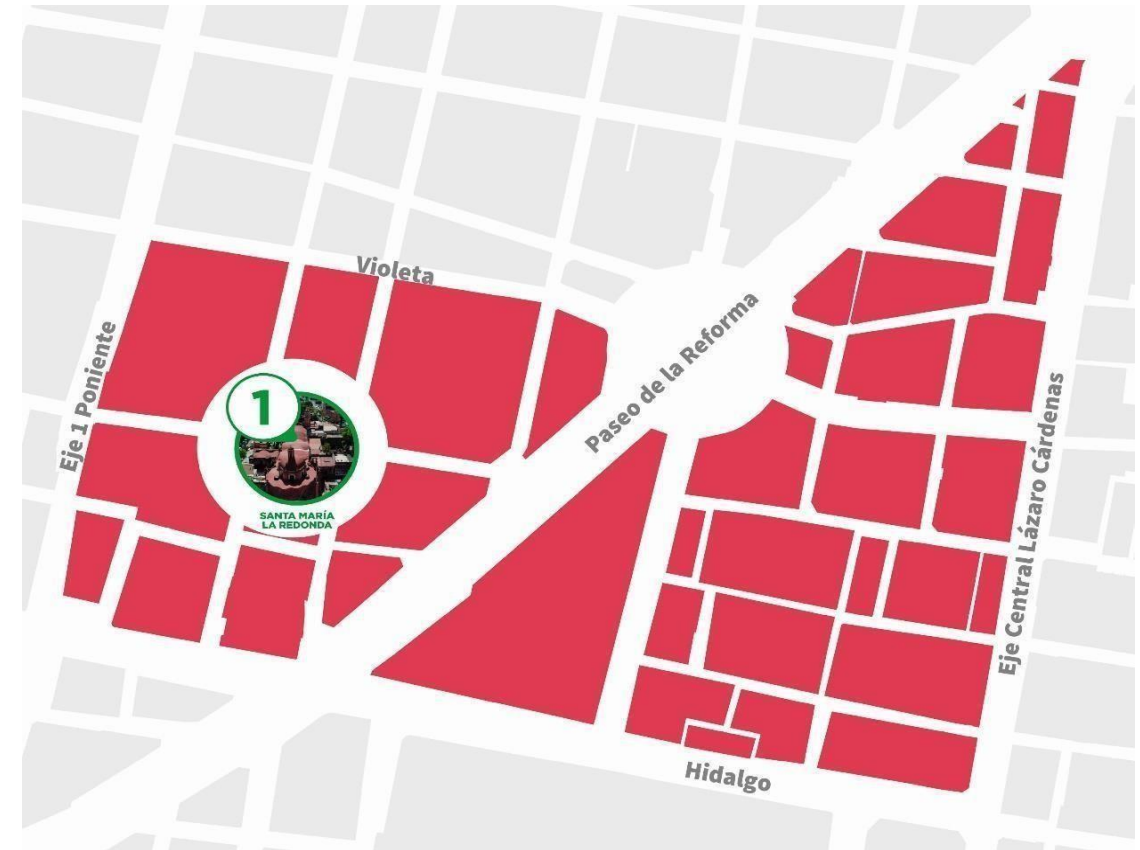 Violeta
Eje 1 Poniente
Paseo de la Reforma
1
SANTA MARÍA
LA REDONDA
Eje Central Lázaro Cárdenas
Hidalgo